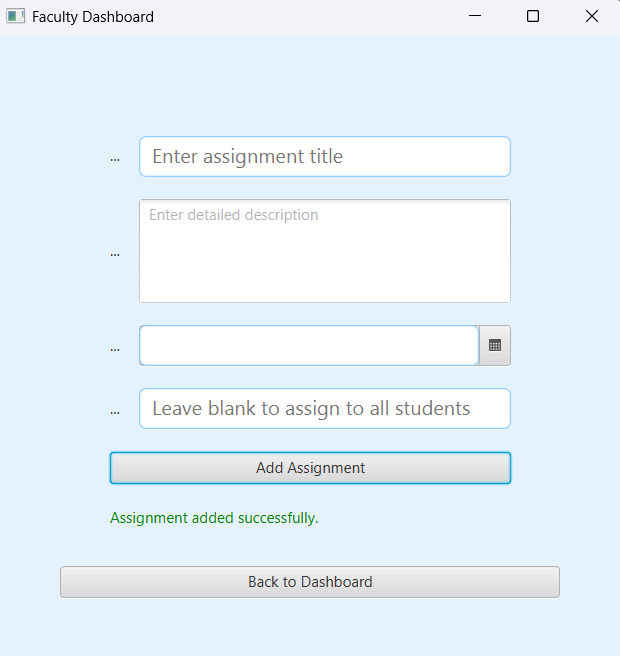 Faculty Dashboard
... Enter assignment title
Enter detailed description
...
...
... Leave blank to assign to all students
Add Assignment
Assignment added successfully.
Back to Dashboard